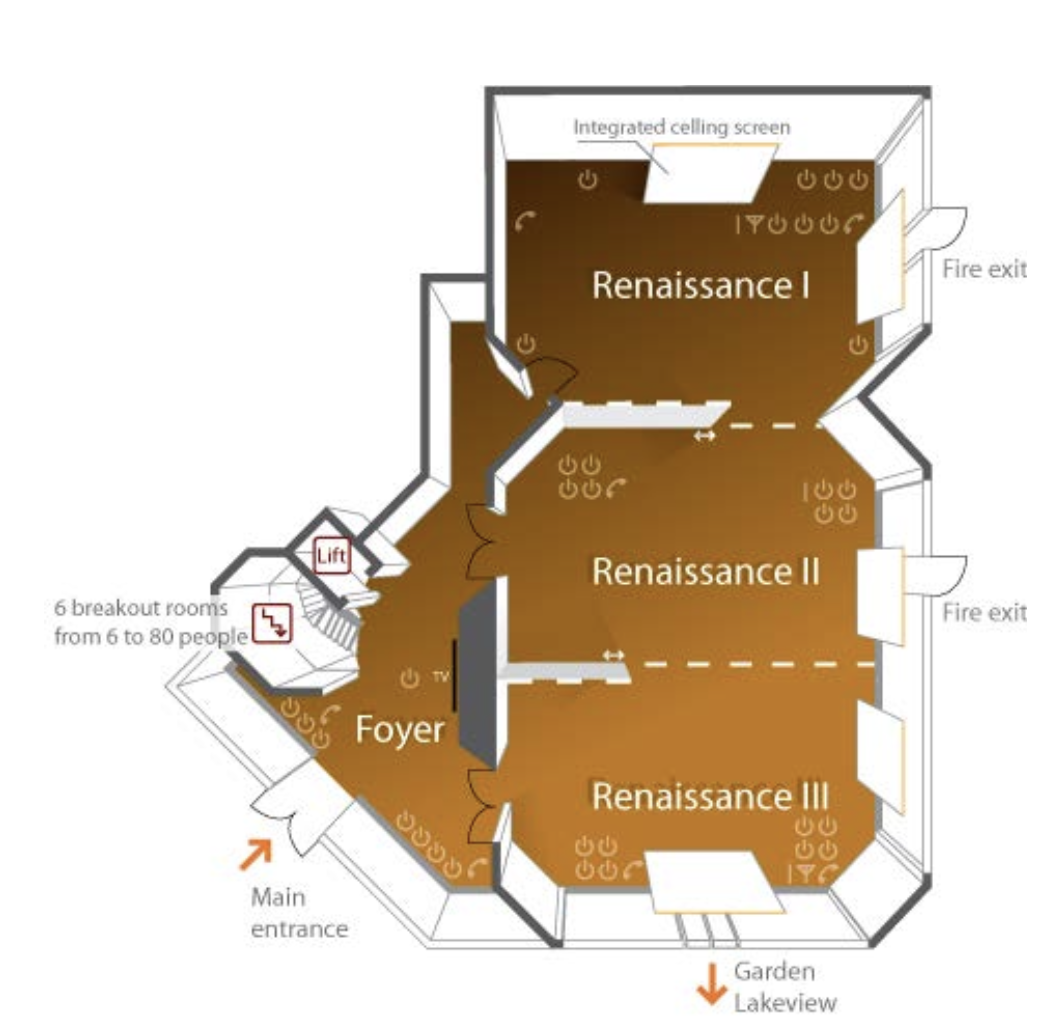 Integrated celling screen
Renaissance I
Fire exit
Lift
Renaissance II
6 breakout rooms
from 6 to 80 people
Fire exit
TV
Foyer
Renaissance III
Main
entrance
Garden
Lakeview